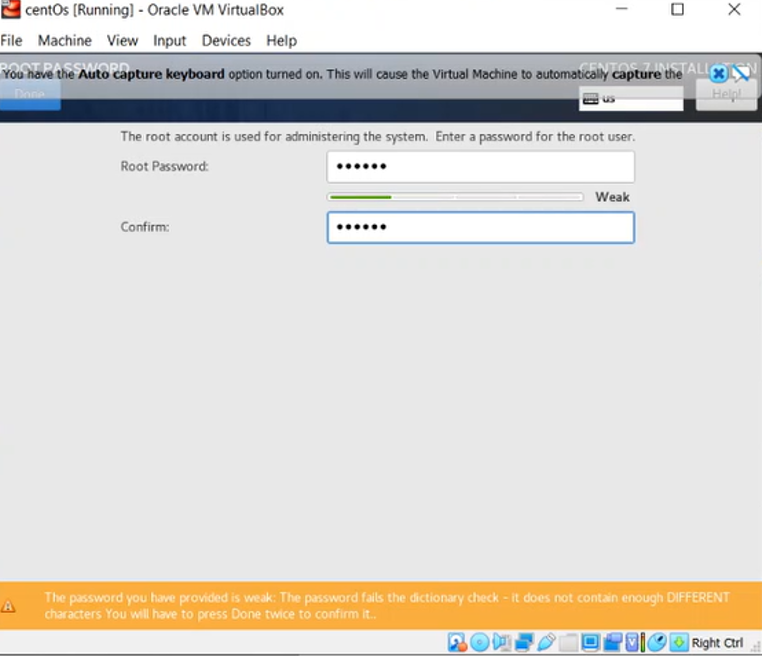 centOs [Running] - Oracle VM VirtualBox
File Machine View Input Devices Help
ROOT PASSWORD CENTOS 7 INSTALLATION
You have the Auto capture keyboard option turned on. This will cause the Virtual Machine to automatically capture the
Done us Help!
The root account is used for administering the system. Enter a password for the root user.
Root Password: ••••••
Weak
Confirm: ••••••
The password you have provided is weak: The password fails the dictionary check - it does not contain enough DIFFERENT
characters You will have to press Done twice to confirm it..
Right Ctrl